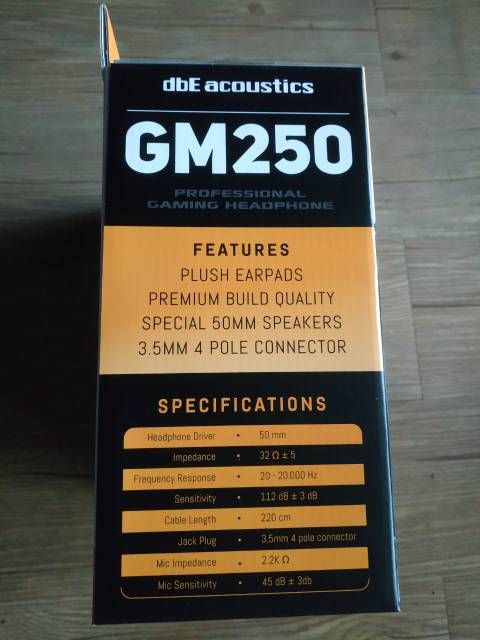 dbE acoustics
GM250
PROFESSIONAL
GAMING HEADPHONE
FEATURES
PLUSH EARPADS
PREMIUM BUILD QUALITY
SPECIAL 50MM SPEAKERS
3.5MM 4 POLE CONNECTOR
SPECIFICATIONS
Headphone Driver • 50 mm
Impedance • 32 Ω ± 5
Frequency Response • 20 - 20.000 Hz
Sensitivity • 112 dB ± 3 dB
Cable Length • 220 cm
Jack Plug • 3.5mm 4 pole connector
Mic Impedance • 2.2K Ω
Mic Sensitivity • 45 dB ± 3db